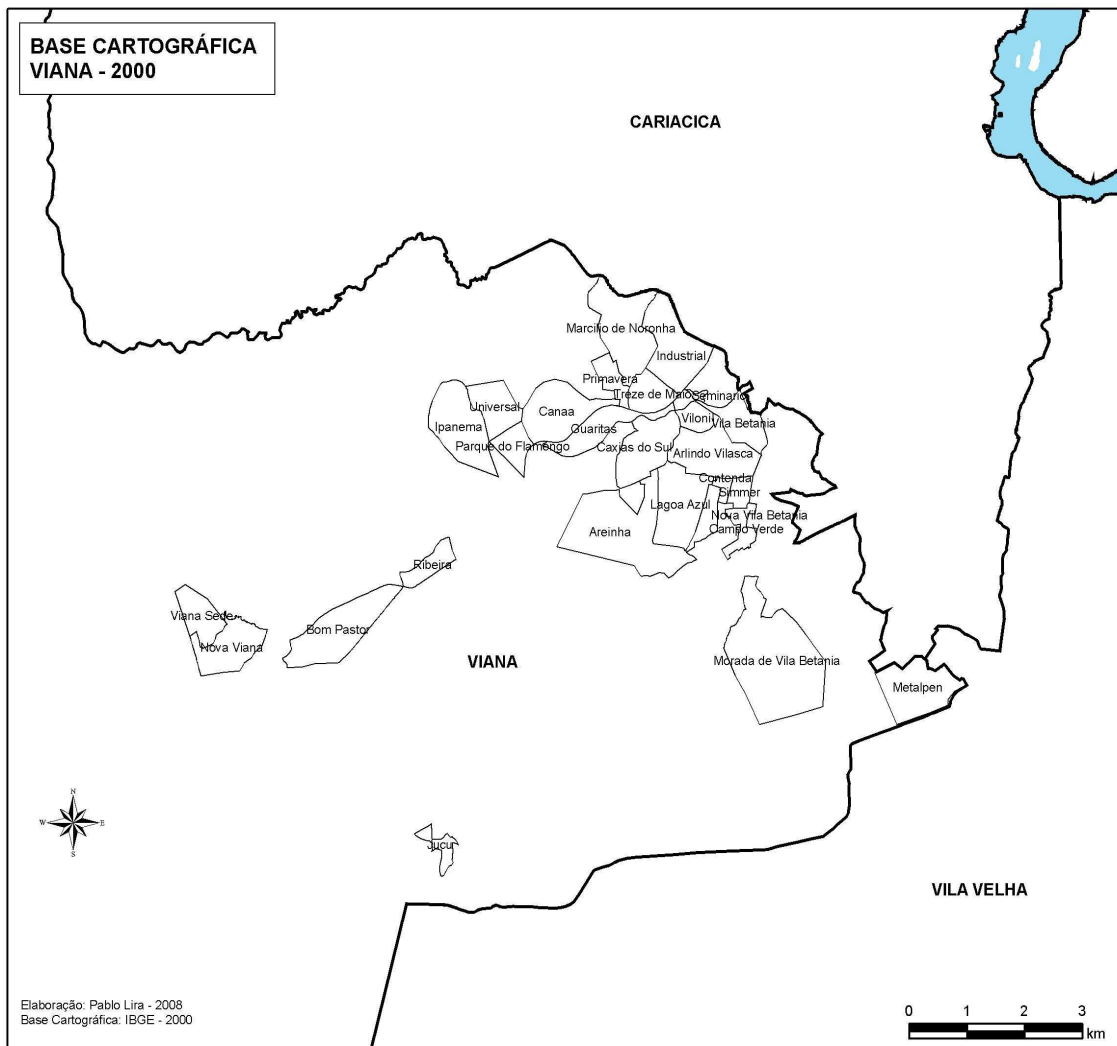 BASE CARTOGRÁFICA
VIANA - 2000
CARIACICA
Marcilio de Noronha
Industrial
Primavera
Treze de Maio
Seminario
Universal
Canaa
Viloni
Vila Betania
Ipanema
Guaritas
Parque do Flamengo
Caxias do Sul
Arlindo Vilasca
Contenda
Simmer
Lagoa Azul
Nova Vila Betania
Areinha
Campo Verde
Ribeira
Viana Sede
Bom Pastor
Nova Viana
VIANA
Morada de Vila Betania
Metalpen
N
W
E
S
Jucu
VILA VELHA
Elaboração: Pablo Lira - 2008
Base Cartográfica: IBGE - 2000
0 1 2 3
km